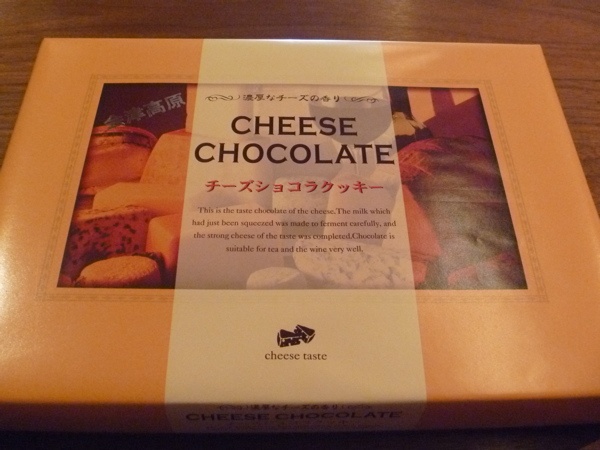 濃厚なチーズの香り
会津高原
CHEESE
CHOCOLATE
チーズショコラクッキー
This is the taste chocolate of the cheese.The milk which
had just been squeezed was made to ferment carefully, and
the strong cheese of the taste was completed.Chocolate is
suitable for tea and the wine very well.
cheese taste
濃厚なチーズの香り
CHEESE CHOCOLATE